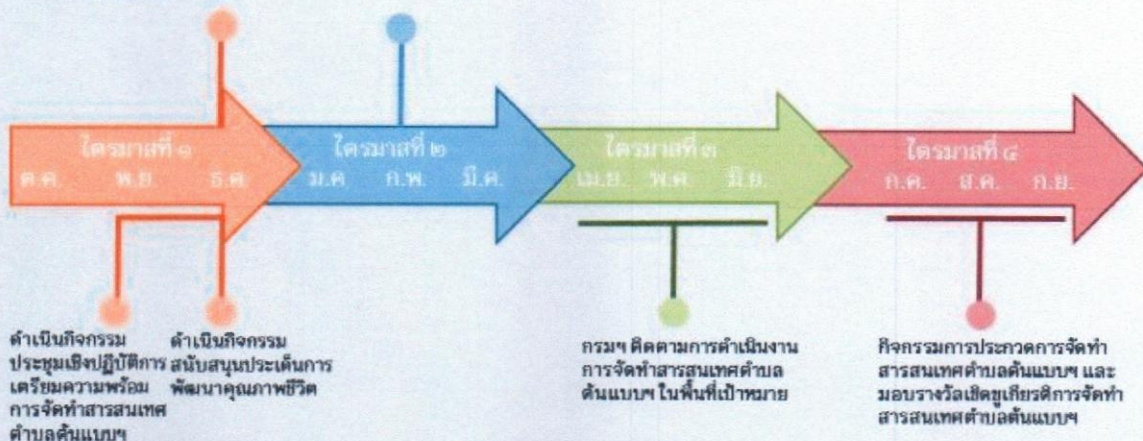 ไตรมาสที่ ๑
ต.ค. พ.ย. ธ.ค.
ไตรมาสที่ ๒
ม.ค ก.พ. มี.ค.
ไตรมาสที่ ๓
เม.ย. พ.ค. มิ.ย.
ไตรมาสที่ ๔
ก.ค. ส.ค. ก.ย.
ดำเนินกิจกรรม
ประชุมเชิงปฏิบัติการ
เตรียมความพร้อม
การจัดทำสารสนเทศ
ตำบลต้นแบบฯ
ดำเนินกิจกรรม
สนับสนุนประเด็นการ
พัฒนาคุณภาพชีวิต
กรมฯ ติดตามการดำเนินงาน
การจัดทำสารสนเทศตำบล
ต้นแบบฯ ในพื้นที่เป้าหมาย
กิจกรรมการประกวดการจัดทำ
สารสนเทศตำบลต้นแบบฯ และ
มอบรางวัลเชิดชูเกียรติการจัดทำ
สารสนเทศตำบลต้นแบบฯ